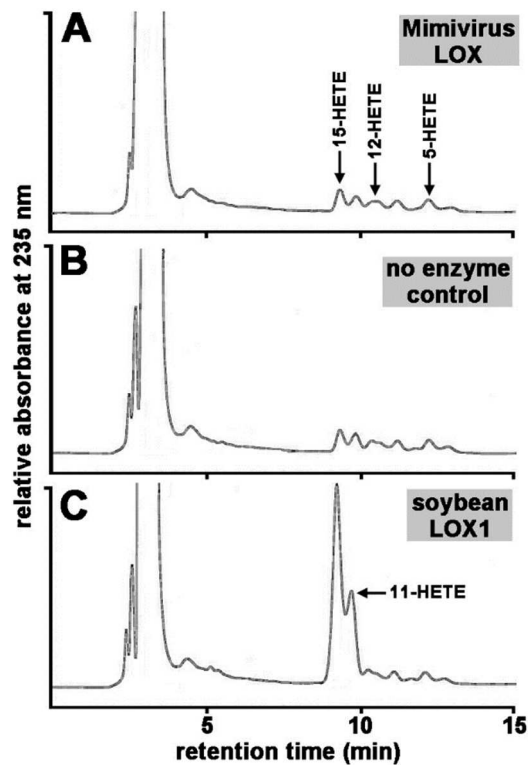 A
Mimivirus
LOX
15-HETE
12-HETE
5-HETE
B
no enzyme
control
C
soybean
LOX1
11-HETE
relative absorbance at 235 nm
5
10
15
retention time (min)